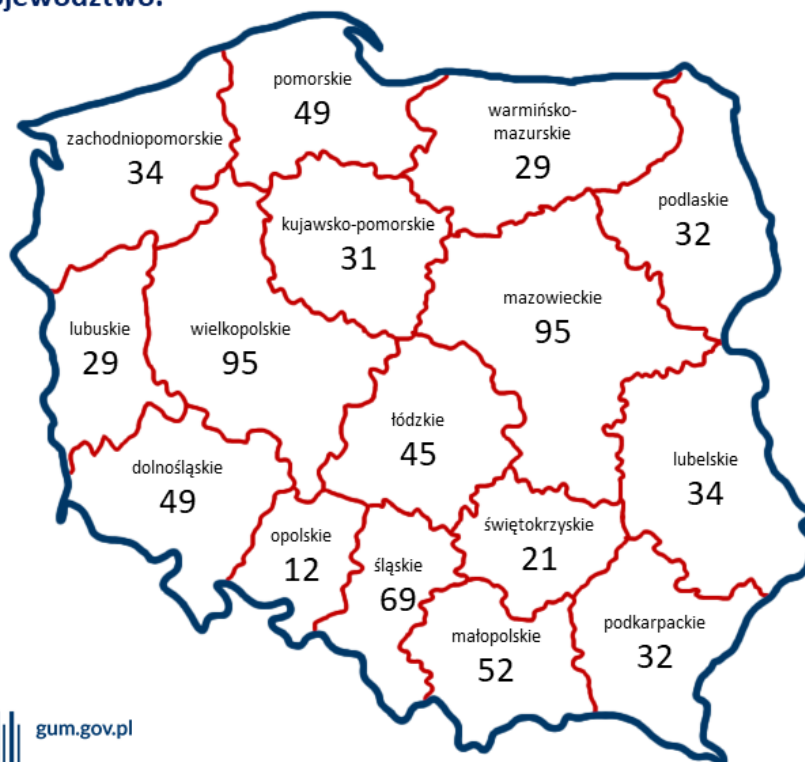 pomorskie
49
zachodniopomorskie
34
warmińsko-
mazurskie
29
podlaskie
32
kujawsko-pomorskie
31
mazowieckie
95
lubuskie
29
wielkopolskie
95
łódzkie
45
lubelskie
34
dolnośląskie
49
opolskie
12
śląskie
69
świętokrzyskie
21
małopolskie
52
podkarpackie
32
gum.gov.pl